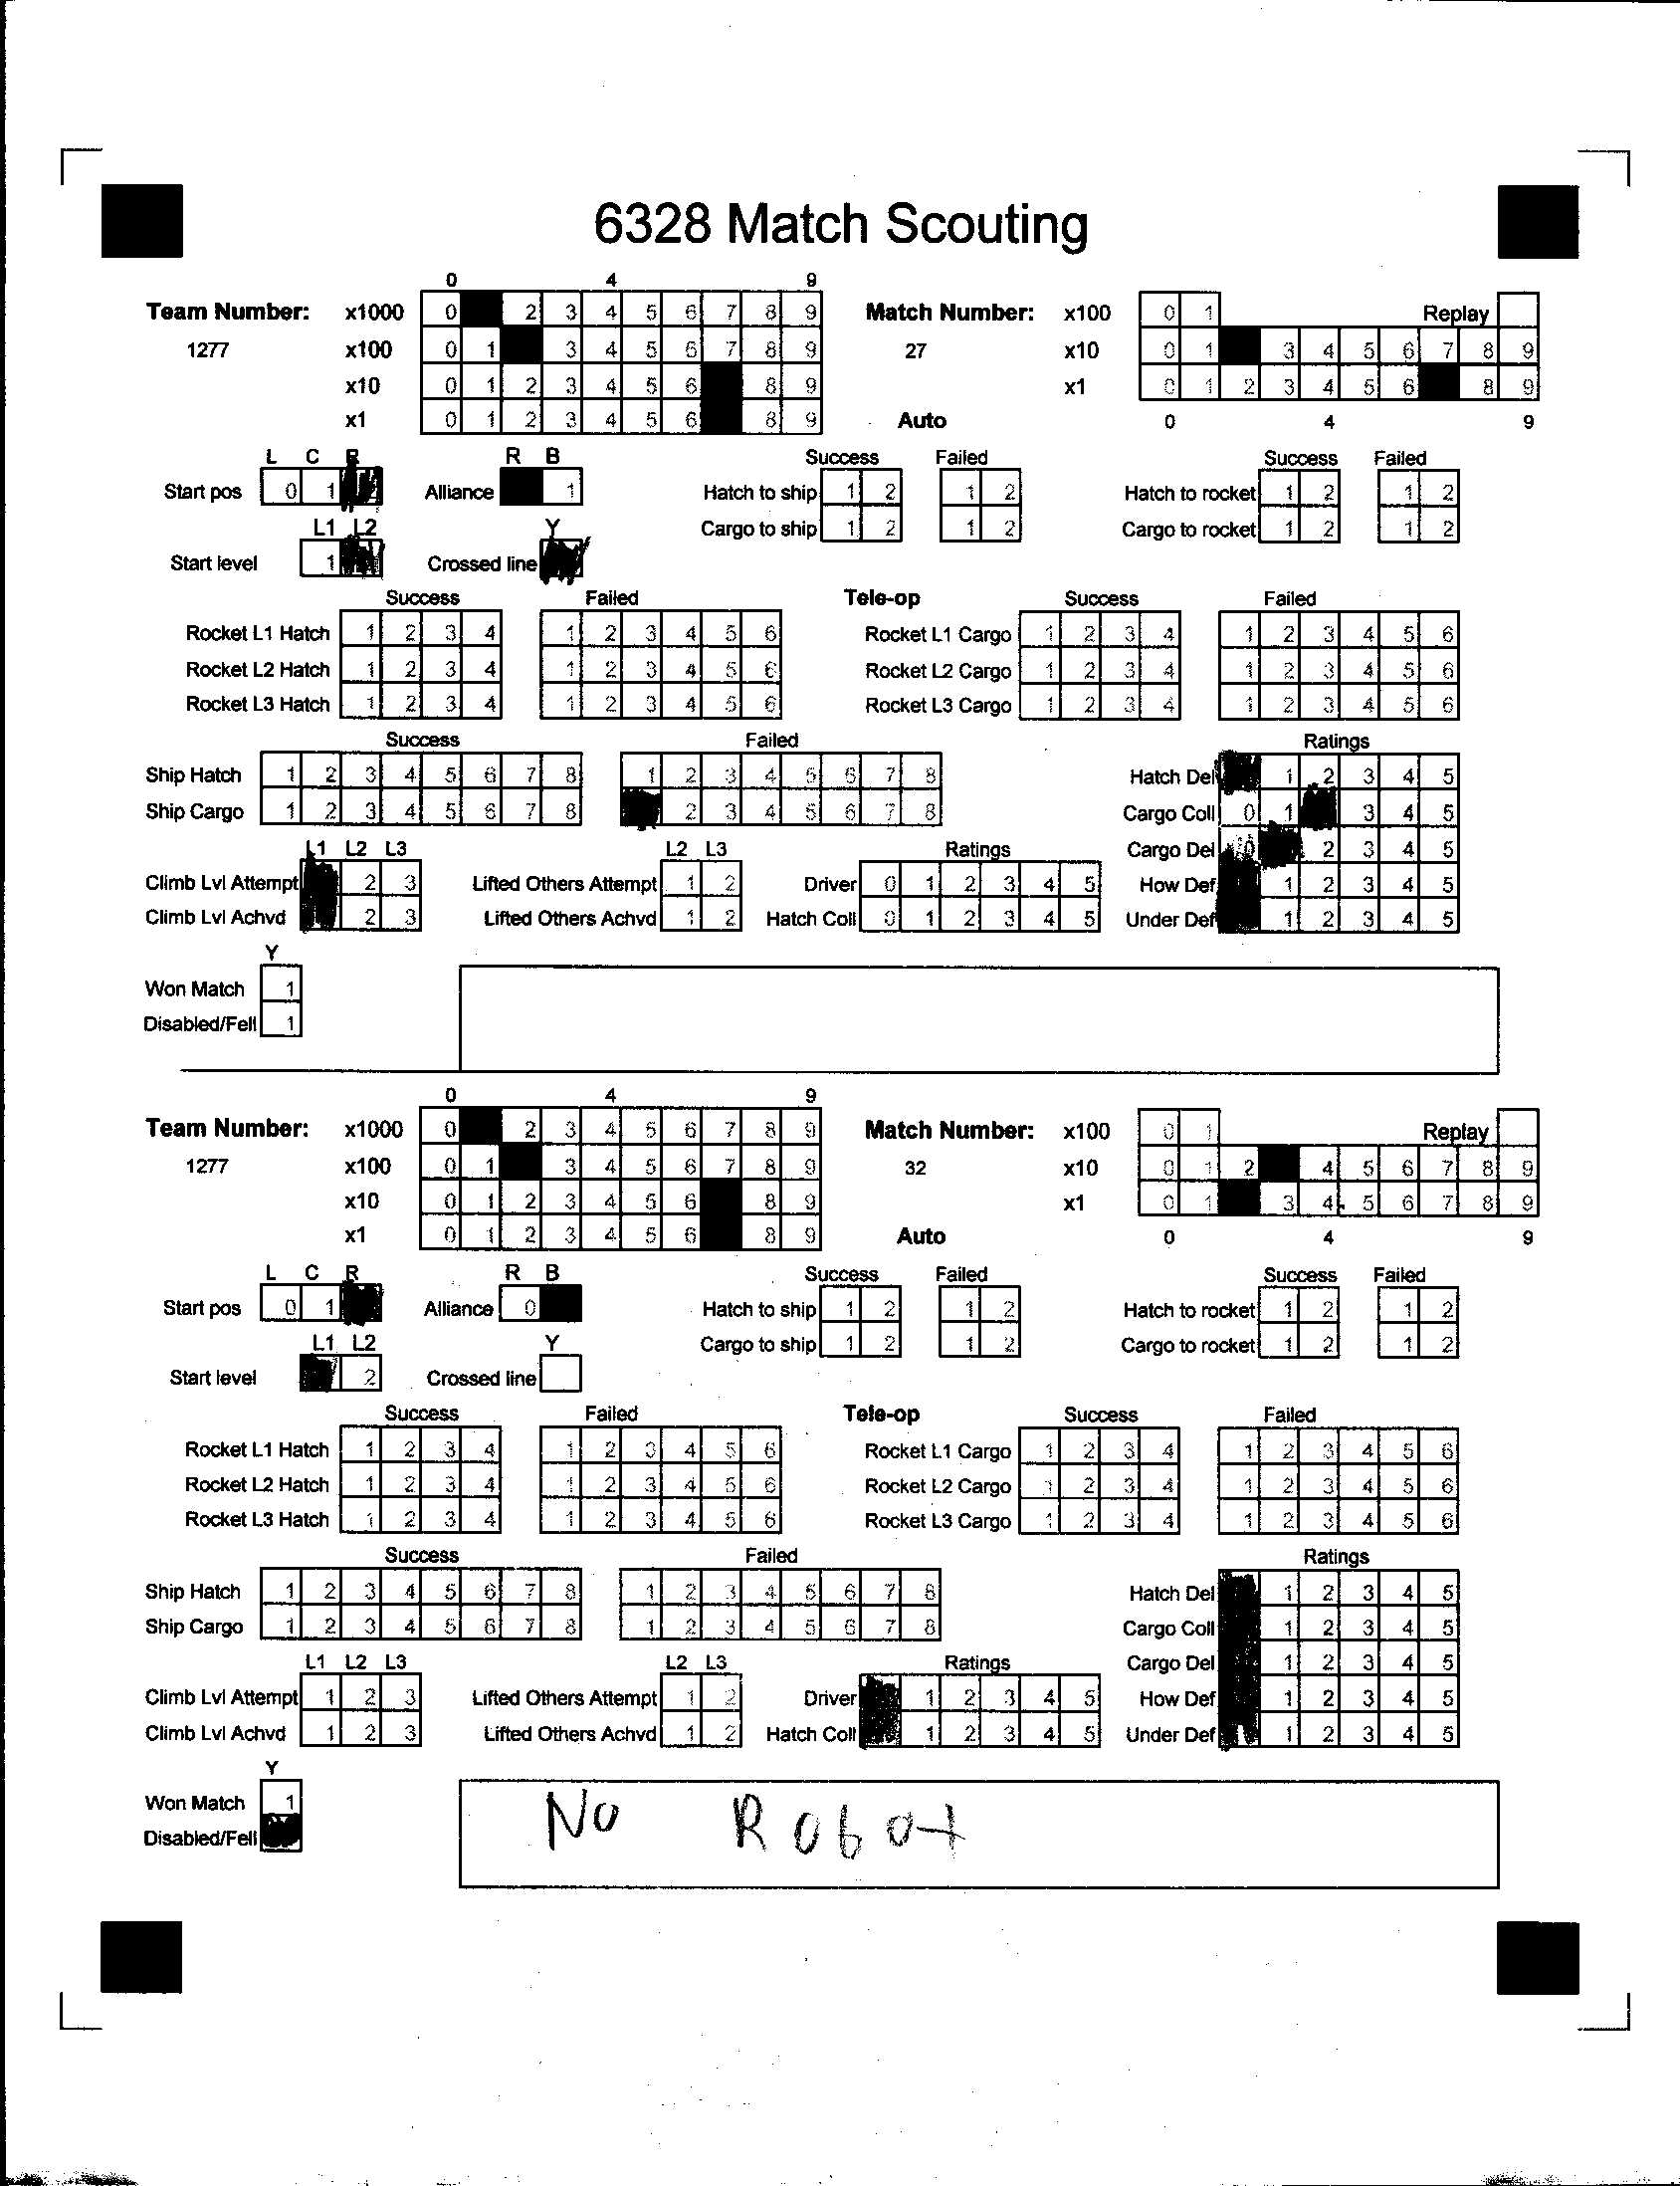 6328 Match Scouting
0 4 9
Team Number: x1000 0 2 3 4 5 6 7 8 9 Match Number: x100 0 1 Replay
1277 x100 0 1 3 4 5 6 7 8 9 27 x10 0 1 3 4 5 6 7 8 9
x10 0 1 2 3 4 5 6 8 9 x1 0 1 2 3 4 5 6 8 9
x1 0 1 2 3 4 5 6 8 9 Auto 0 4 9
L C R R B Success Failed Success Failed
Start pos 0 1 Alliance 1 Hatch to ship 1 2 1 2 Hatch to rocket 1 2 1 2
L1 L2 Y Cargo to ship 1 2 1 2 Cargo to rocket 1 2 1 2
Start level 1 Crossed line
Success Failed Tele-op Success Failed
Rocket L1 Hatch 1 2 3 4 1 2 3 4 5 6 Rocket L1 Cargo 1 2 3 4 1 2 3 4 5 6
Rocket L2 Hatch 1 2 3 4 1 2 3 4 5 6 Rocket L2 Cargo 1 2 3 4 1 2 3 4 5 6
Rocket L3 Hatch 1 2 3 4 1 2 3 4 5 6 Rocket L3 Cargo 1 2 3 4 1 2 3 4 5 6
Success Failed Ratings
Ship Hatch 1 2 3 4 5 6 7 8 1 2 3 4 5 6 7 8 Hatch Del 1 2 3 4 5
Ship Cargo 1 2 3 4 5 6 7 8 2 3 4 5 6 7 8 Cargo Coll 0 1 3 4 5
L1 L2 L3 L2 L3 Ratings Cargo Del 0 2 3 4 5
Climb Lvl Attempt 2 3 Lifted Others Attempt 1 2 Driver 0 1 2 3 4 5 How Def 1 2 3 4 5
Climb Lvl Achvd 2 3 Lifted Others Achvd 1 2 Hatch Coll 0 1 2 3 4 5 Under Def 1 2 3 4 5
Y
Won Match 1
Disabled/Fell 1
0 4 9
Team Number: x1000 0 2 3 4 5 6 7 8 9 Match Number: x100 0 1 Replay
1277 x100 0 1 3 4 5 6 7 8 9 32 x10 0 1 2 4 5 6 7 8 9
x10 0 1 2 3 4 5 6 8 9 x1 0 1 3 4 5 6 7 8 9
x1 0 1 2 3 4 5 6 8 9 Auto 0 4 9
L C R R B Success Failed Success Failed
Start pos 0 1 Alliance 0 Hatch to ship 1 2 1 2 Hatch to rocket 1 2 1 2
L1 L2 Y Cargo to ship 1 2 1 2 Cargo to rocket 1 2 1 2
Start level 2 Crossed line
Success Failed Tele-op Success Failed
Rocket L1 Hatch 1 2 3 4 1 2 3 4 5 6 Rocket L1 Cargo 1 2 3 4 1 2 3 4 5 6
Rocket L2 Hatch 1 2 3 4 1 2 3 4 5 6 Rocket L2 Cargo 1 2 3 4 1 2 3 4 5 6
Rocket L3 Hatch 1 2 3 4 1 2 3 4 5 6 Rocket L3 Cargo 1 2 3 4 1 2 3 4 5 6
Success Failed Ratings
Ship Hatch 1 2 3 4 5 6 7 8 1 2 3 4 5 6 7 8 Hatch Del 1 2 3 4 5
Ship Cargo 1 2 3 4 5 6 7 8 1 2 3 4 5 6 7 8 Cargo Coll 1 2 3 4 5
L1 L2 L3 L2 L3 Ratings Cargo Del 1 2 3 4 5
Climb Lvl Attempt 1 2 3 Lifted Others Attempt 1 2 Driver 1 2 3 4 5 How Def 1 2 3 4 5
Climb Lvl Achvd 1 2 3 Lifted Others Achvd 1 2 Hatch Coll 1 2 3 4 5 Under Def 1 2 3 4 5
Y
Won Match 1
Disabled/Fell
No Robot